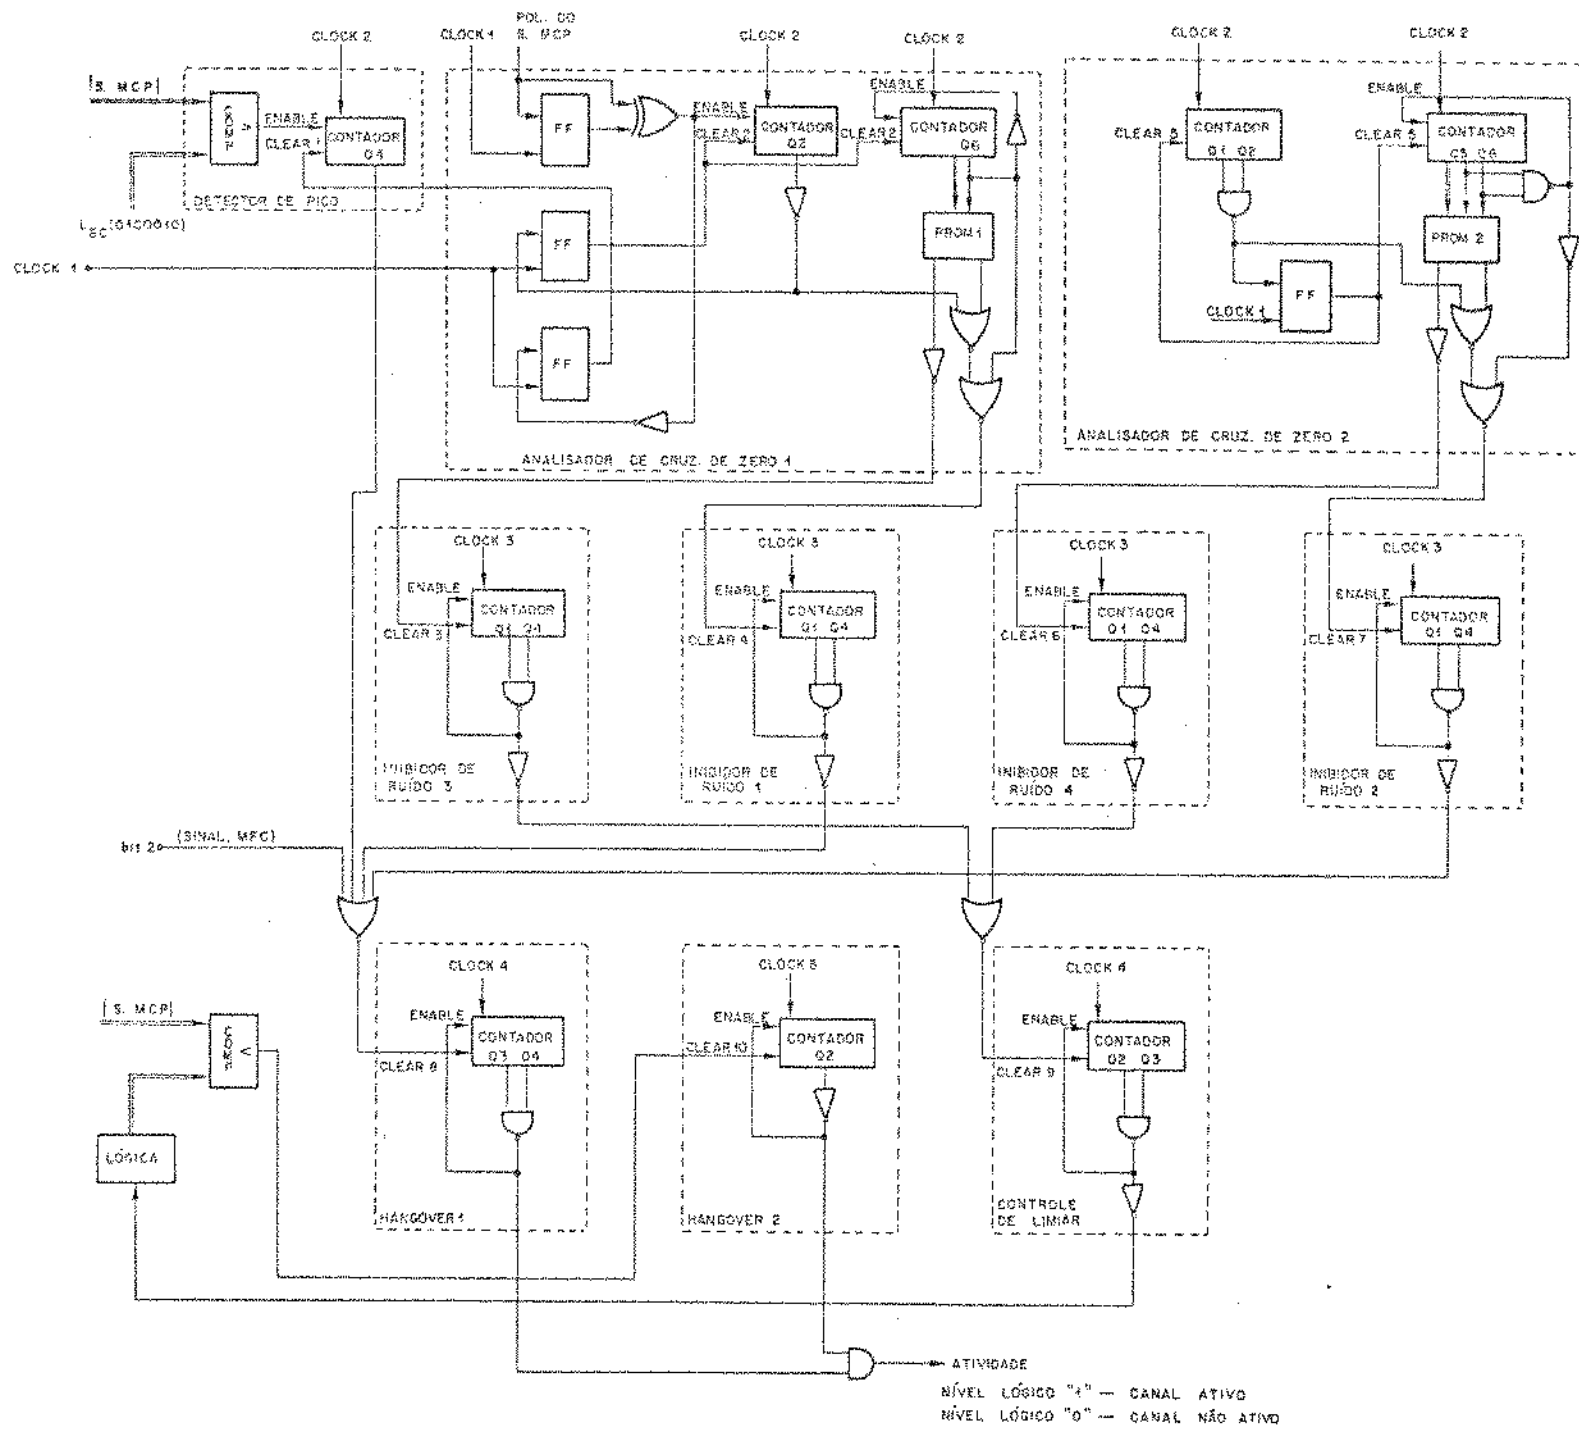 POL. DO
S. MCP
CLOCK 2
CLOCK 1
CLOCK 2
CLOCK 2
CLOCK 2
CLOCK 2
|S. MCP|
COMP
>
ENABLE
CLEAR 1
CONTADOR
Q4
DETECTOR DE PICO
(0100010)
CLOCK 1
FF
FF
FF
ENABLE
CLEAR 2
CONTADOR
Q2
ENABLE
CLEAR 2
CONTADOR
Q6
PROM 1
ANALISADOR DE CRUZ. DE ZERO 1
CLEAR 5
CONTADOR
Q1 Q2
CLOCK 1
FF
ENABLE
CLEAR 5
CONTADOR
PROM 2
ANALISADOR DE CRUZ. DE ZERO 2
CLOCK 3
ENABLE
CLEAR 3
CONTADOR
Q1 Q4
INIBIDOR DE
RUÍDO 3
CLOCK 3
ENABLE
CLEAR 4
CONTADOR
Q1 Q4
INIBIDOR DE
RUÍDO 1
CLOCK 3
ENABLE
CLEAR 6
CONTADOR
Q1 Q4
INIBIDOR DE
RUÍDO 4
CLOCK 3
ENABLE
CLEAR 7
CONTADOR
Q1 Q4
INIBIDOR DE
RUÍDO 2
bit 2 (SINAL. MFC)
|S. MCP|
COMP
<
LÓGICA
CLOCK 4
ENABLE
CLEAR 8
CONTADOR
Q3 Q4
HANGOVER 1
CLOCK 5
ENABLE
CLEAR 10
CONTADOR
Q2
HANGOVER 2
CLOCK 6
ENABLE
CLEAR 9
CONTADOR
Q2 Q3
CONTROLE
DE LIMIAR
ATIVIDADE
NÍVEL LÓGICO "1" — CANAL ATIVO
NÍVEL LÓGICO "0" — CANAL NÃO ATIVO